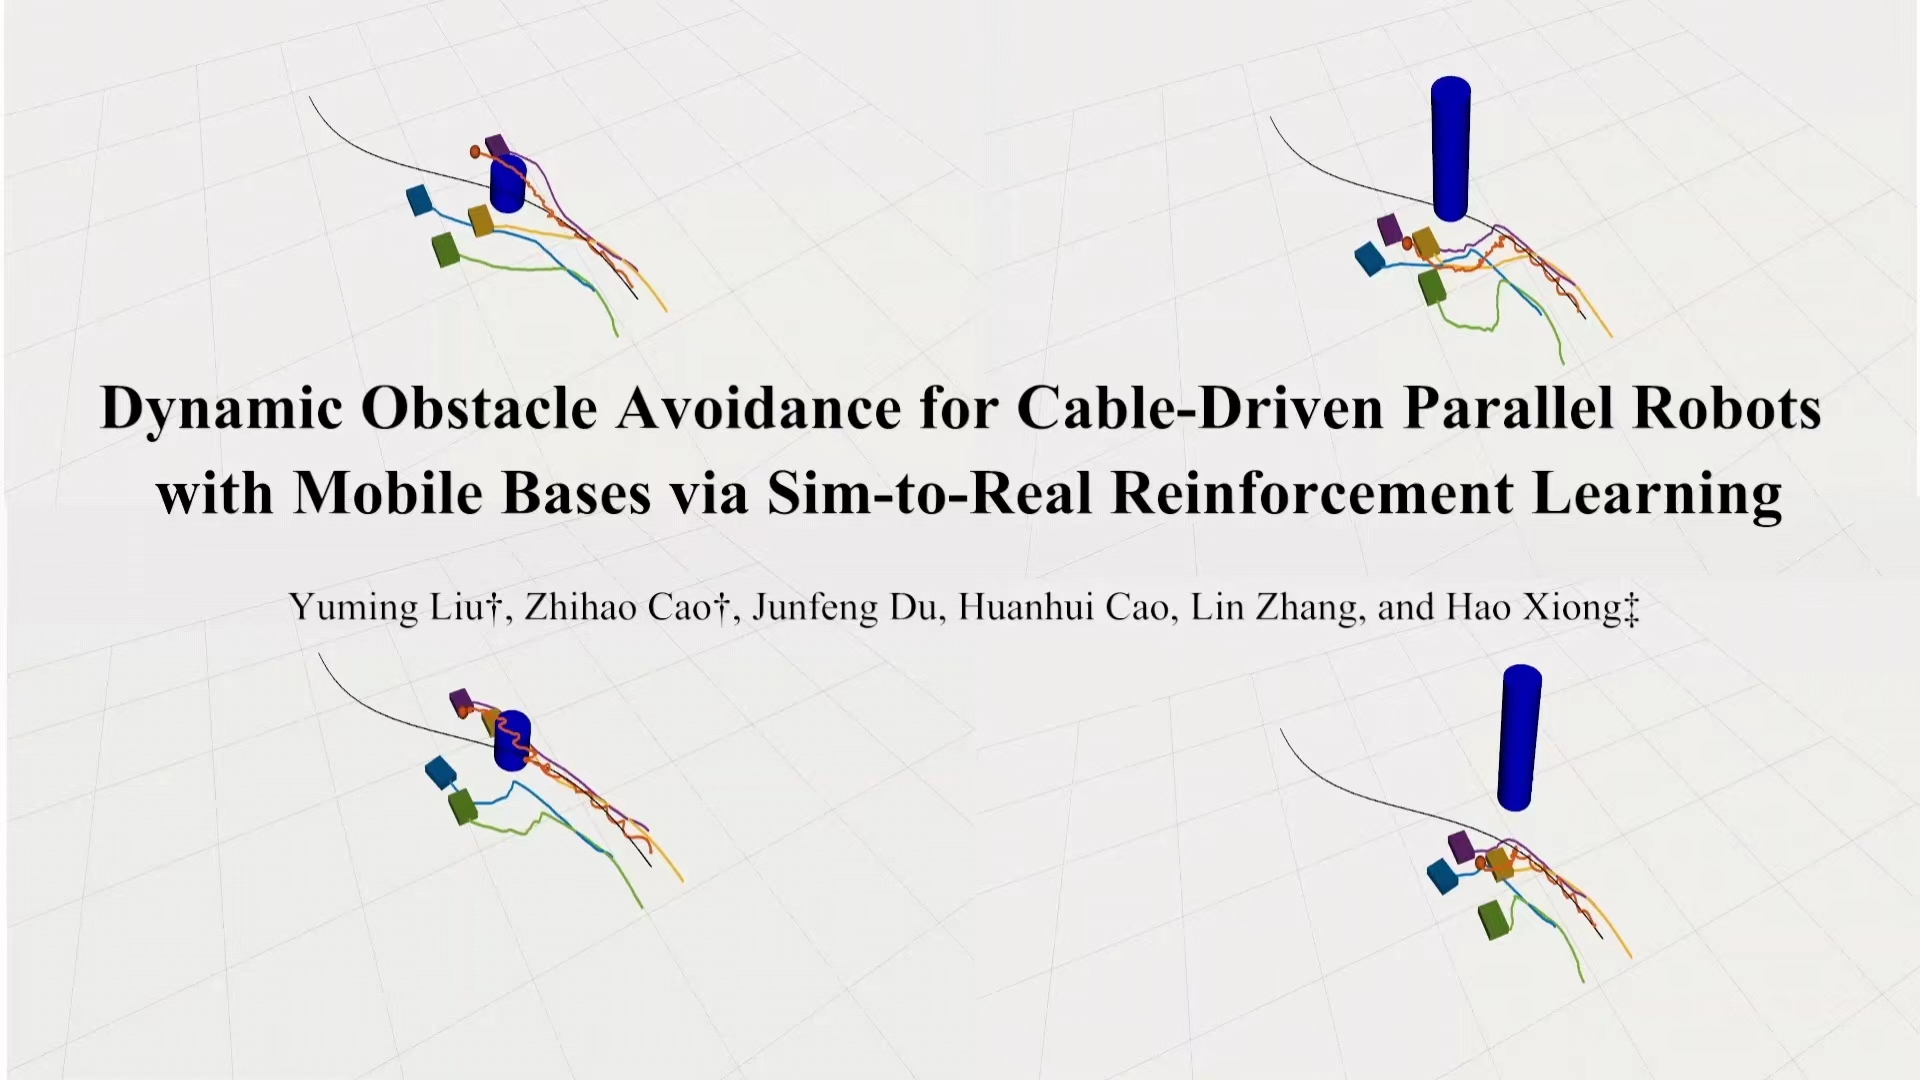 Dynamic Obstacle Avoidance for Cable-Driven Parallel Robots
with Mobile Bases via Sim-to-Real Reinforcement Learning
Yuming Liu†, Zhihao Cao†, Junfeng Du, Huanhui Cao, Lin Zhang, and Hao Xiong‡